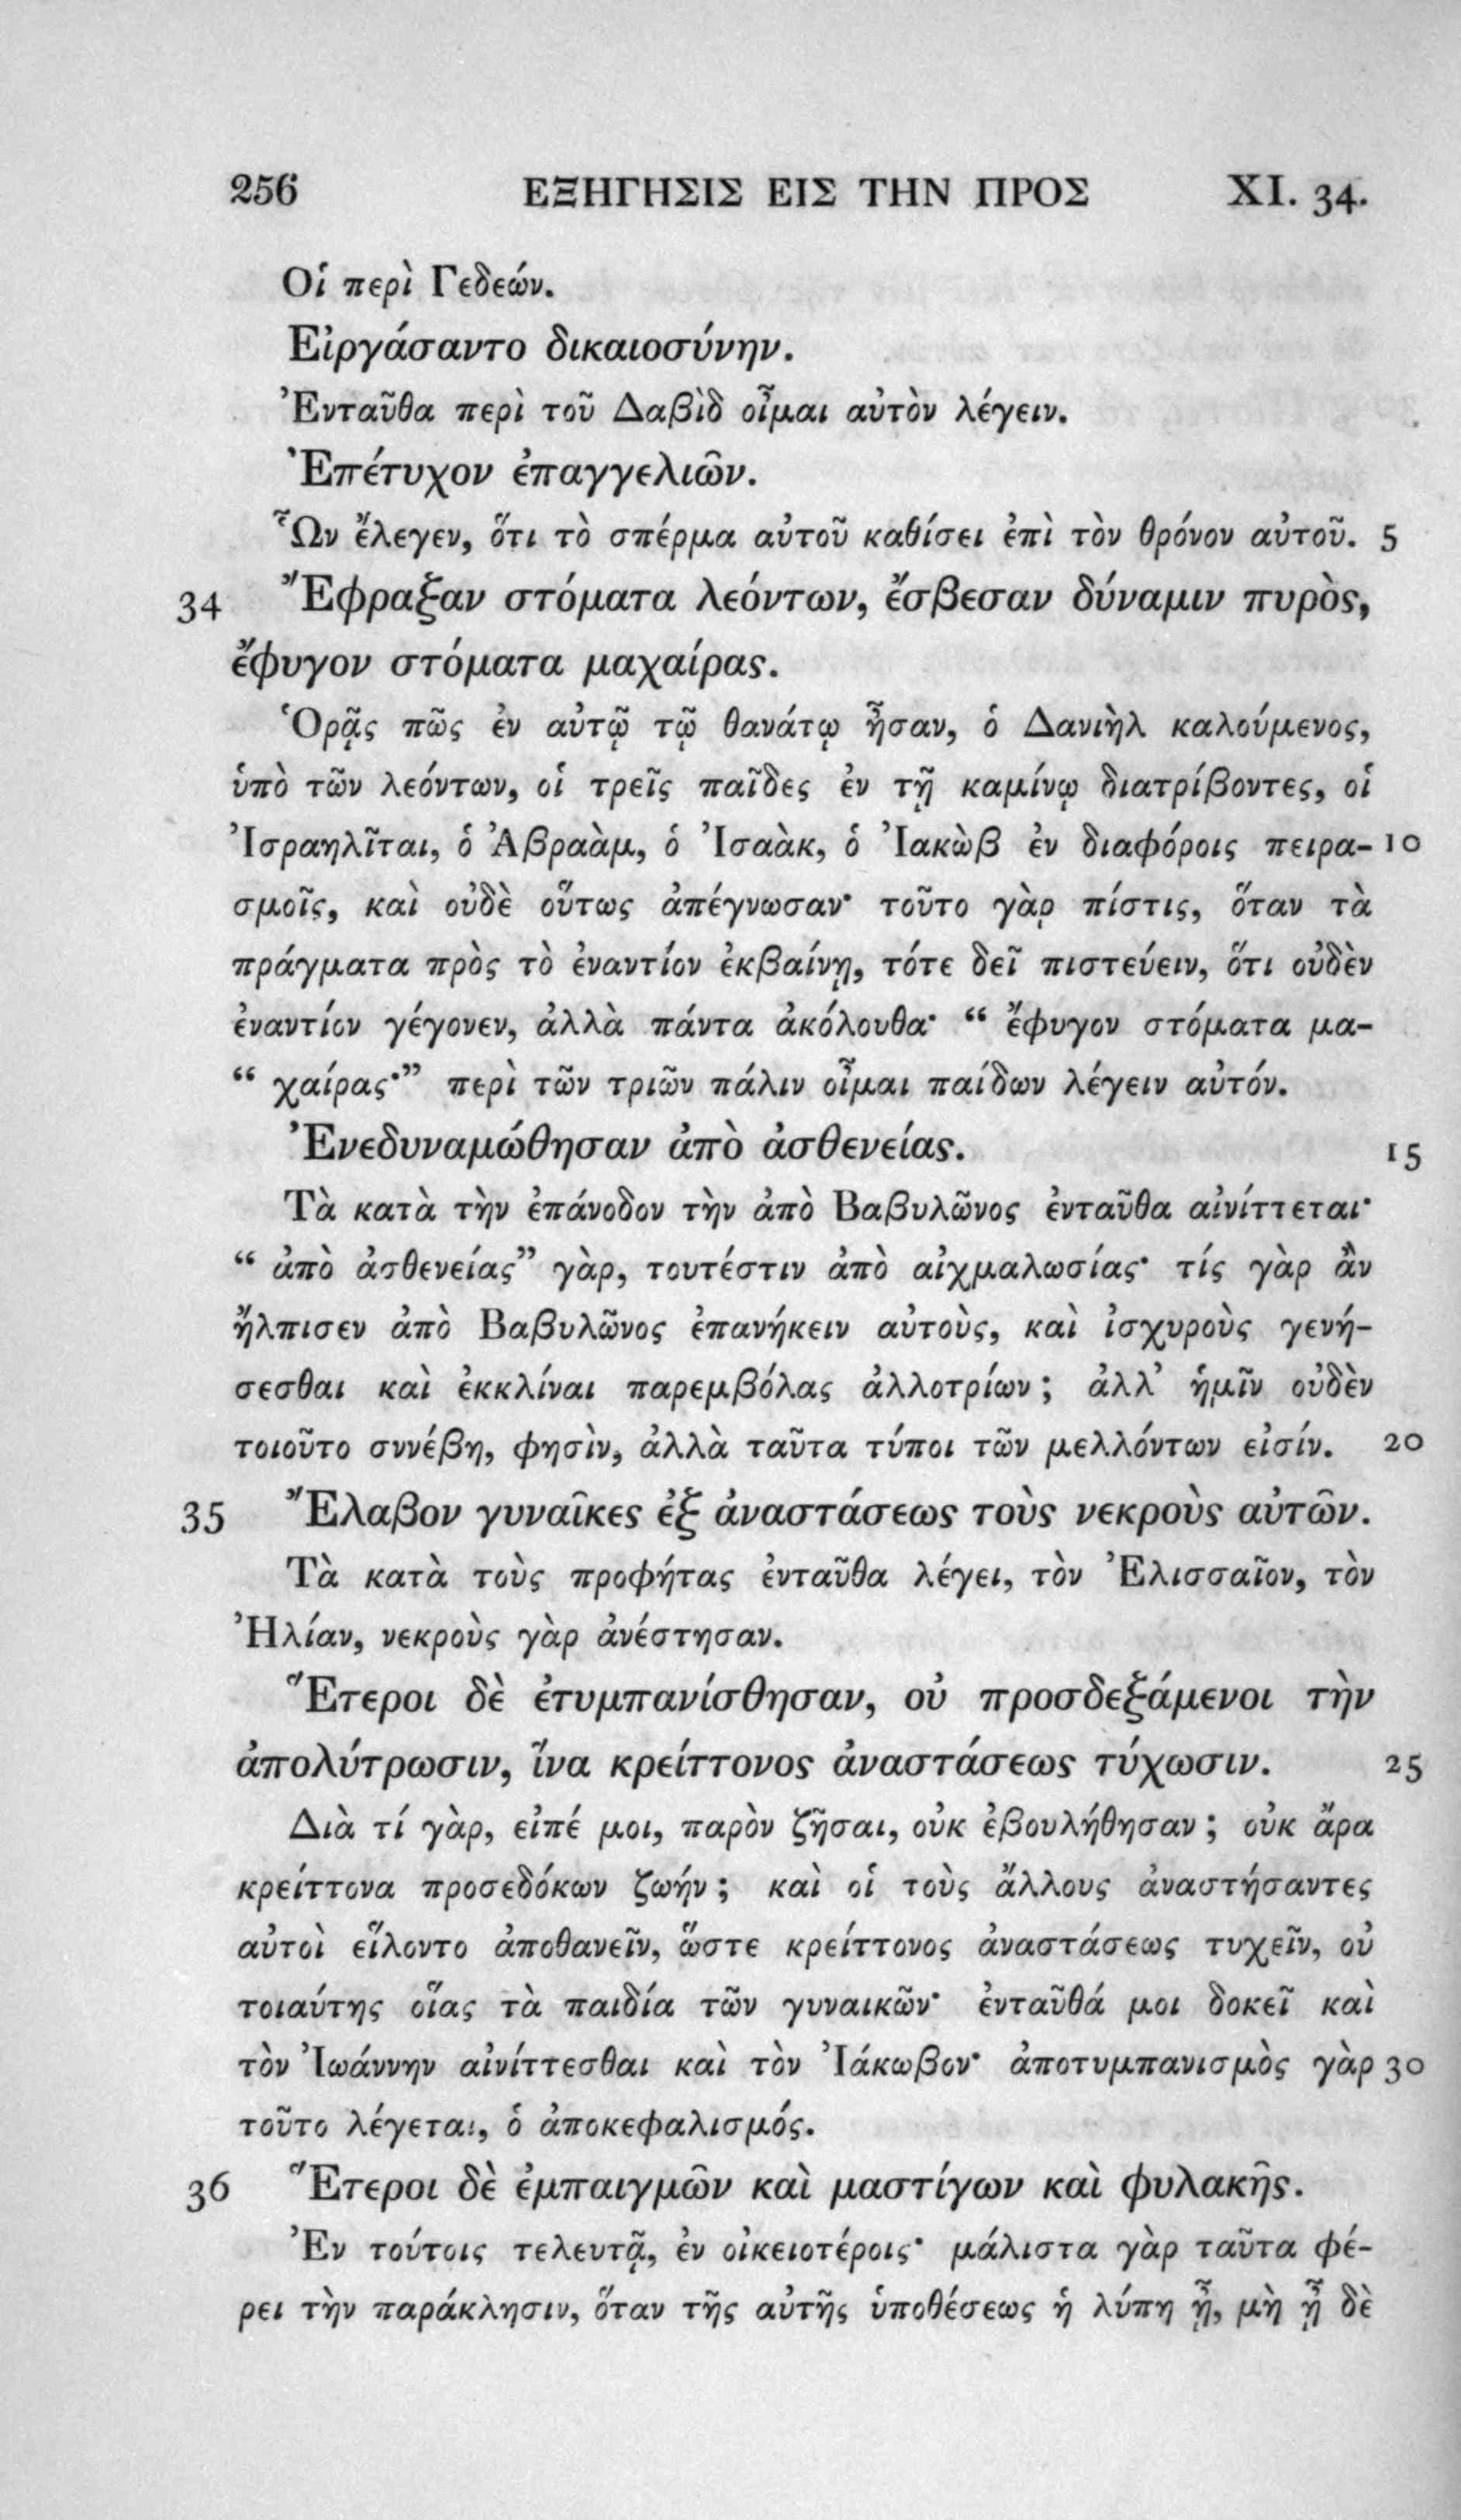 256 ΕΞΗΓΗΣΙΣ ΕΙΣ ΤΗΝ ΠΡΟΣ XI. 34.
Οἱ περὶ Γεδεών.
Εἰργάσαντο δικαιοσύνην.
Ἐνταῦθα περὶ τοῦ Δαβὶδ οἶμαι αὐτὸν λέγειν.
Ἐπέτυχον ἐπαγγελιῶν.
Ὧν ἔλεγεν, ὅτι τὸ σπέρμα αὐτοῦ καθίσει ἐπὶ τὸν θρόνον αὐτοῦ. 5
34 Ἔφραξαν στόματα λεόντων, ἔσβεσαν δύναμιν πυρὸς,
ἔφυγον στόματα μαχαίρας.
Ὁρᾷς πῶς ἐν αὐτῷ τῷ θανάτῳ ἦσαν, ὁ Δανιὴλ καλούμενος,
ὑπὸ τῶν λεόντων, οἱ τρεῖς παῖδες ἐν τῇ καμίνῳ διατρίβοντες, οἱ
Ἰσραηλῖται, ὁ Ἀβραὰμ, ὁ Ἰσαὰκ, ὁ Ἰακὼβ ἐν διαφόροις πειρα- 10
σμοῖς, καὶ οὐδὲ οὕτως ἀπέγνωσαν· τοῦτο γὰρ πίστις, ὅταν τὰ
πράγματα πρὸς τὸ ἐναντίον ἐκβαίνῃ, τότε δεῖ πιστεύειν, ὅτι οὐδὲν
ἐναντίον γέγονεν, ἀλλὰ πάντα ἀκόλουθα· “ ἔφυγον στόματα μα-
“ χαίρας·” περὶ τῶν τριῶν πάλιν οἶμαι παίδων λέγειν αὐτόν.
Ἐνεδυναμώθησαν ἀπὸ ἀσθενείας. 15
Τὰ κατὰ τὴν ἐπάνοδον τὴν ἀπὸ Βαβυλῶνος ἐνταῦθα αἰνίττεται·
“ ἀπὸ ἀσθενείας” γὰρ, τουτέστιν ἀπὸ αἰχμαλωσίας· τίς γὰρ ἂν
ἤλπισεν ἀπὸ Βαβυλῶνος ἐπανήκειν αὐτοὺς, καὶ ἰσχυροὺς γενή-
σεσθαι καὶ ἐκκλίναι παρεμβόλας ἀλλοτρίων ; ἀλλ’ ἡμῖν οὐδὲν
τοιοῦτο συνέβη, φησὶν, ἀλλὰ ταῦτα τύποι τῶν μελλόντων εἰσίν. 20
35 Ἔλαβον γυναῖκες ἐξ ἀναστάσεως τοὺς νεκροὺς αὐτῶν.
Τὰ κατὰ τοὺς προφήτας ἐνταῦθα λέγει, τὸν Ἐλισσαῖον, τὸν
Ἠλίαν, νεκροὺς γὰρ ἀνέστησαν.
Ἕτεροι δὲ ἐτυμπανίσθησαν, οὐ προσδεξάμενοι τὴν
ἀπολύτρωσιν, ἵνα κρείττονος ἀναστάσεως τύχωσιν. 25
Διὰ τί γὰρ, εἰπέ μοι, παρὸν ζῆσαι, οὐκ ἐβουλήθησαν ; οὐκ ἄρα
κρείττονα προσεδόκων ζωήν ; καὶ οἱ τοὺς ἄλλους ἀναστήσαντες
αὐτοὶ εἵλοντο ἀποθανεῖν, ὥστε κρείττονος ἀναστάσεως τυχεῖν, οὐ
τοιαύτης οἵας τὰ παιδία τῶν γυναικῶν· ἐνταῦθά μοι δοκεῖ καὶ
τὸν Ἰωάννην αἰνίττεσθαι καὶ τὸν Ἰάκωβον· ἀποτυμπανισμὸς γὰρ 30
τοῦτο λέγεται, ὁ ἀποκεφαλισμός.
36 Ἕτεροι δὲ ἐμπαιγμῶν καὶ μαστίγων καὶ φυλακῆς.
Ἐν τούτοις τελευτᾷ, ἐν οἰκειοτέροις· μάλιστα γὰρ ταῦτα φέ-
ρει τὴν παράκλησιν, ὅταν τῆς αὐτῆς ὑποθέσεως ἡ λύπη ᾖ, μὴ ᾖ δὲ